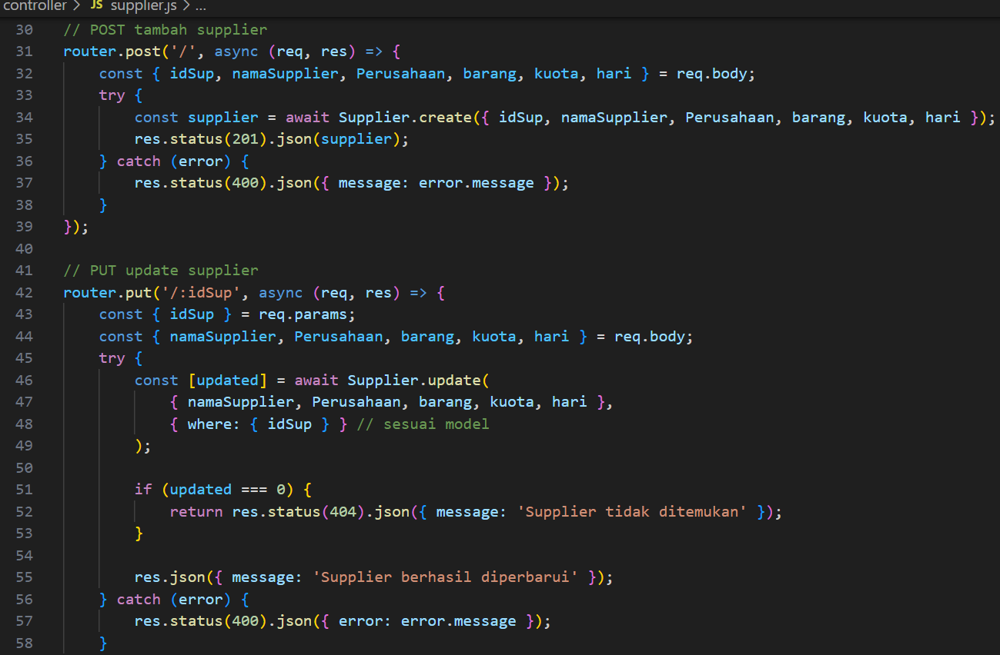 controller > JS supplier.js > ...
30 // POST tambah supplier
31 router.post('/', async (req, res) => {
32     const { idSup, namaSupplier, Perusahaan, barang, kuota, hari } = req.body;
33     try {
34         const supplier = await Supplier.create({ idSup, namaSupplier, Perusahaan, barang, kuota, hari });
35         res.status(201).json(supplier);
36     } catch (error) {
37         res.status(400).json({ message: error.message });
38     }
39 });
40
41 // PUT update supplier
42 router.put('/:idSup', async (req, res) => {
43     const { idSup } = req.params;
44     const { namaSupplier, Perusahaan, barang, kuota, hari } = req.body;
45     try {
46         const [updated] = await Supplier.update(
47             { namaSupplier, Perusahaan, barang, kuota, hari },
48             { where: { idSup } } // sesuai model
49         );
50
51         if (updated === 0) {
52             return res.status(404).json({ message: 'Supplier tidak ditemukan' });
53         }
54
55         res.json({ message: 'Supplier berhasil diperbarui' });
56     } catch (error) {
57         res.status(400).json({ error: error.message });
58     }